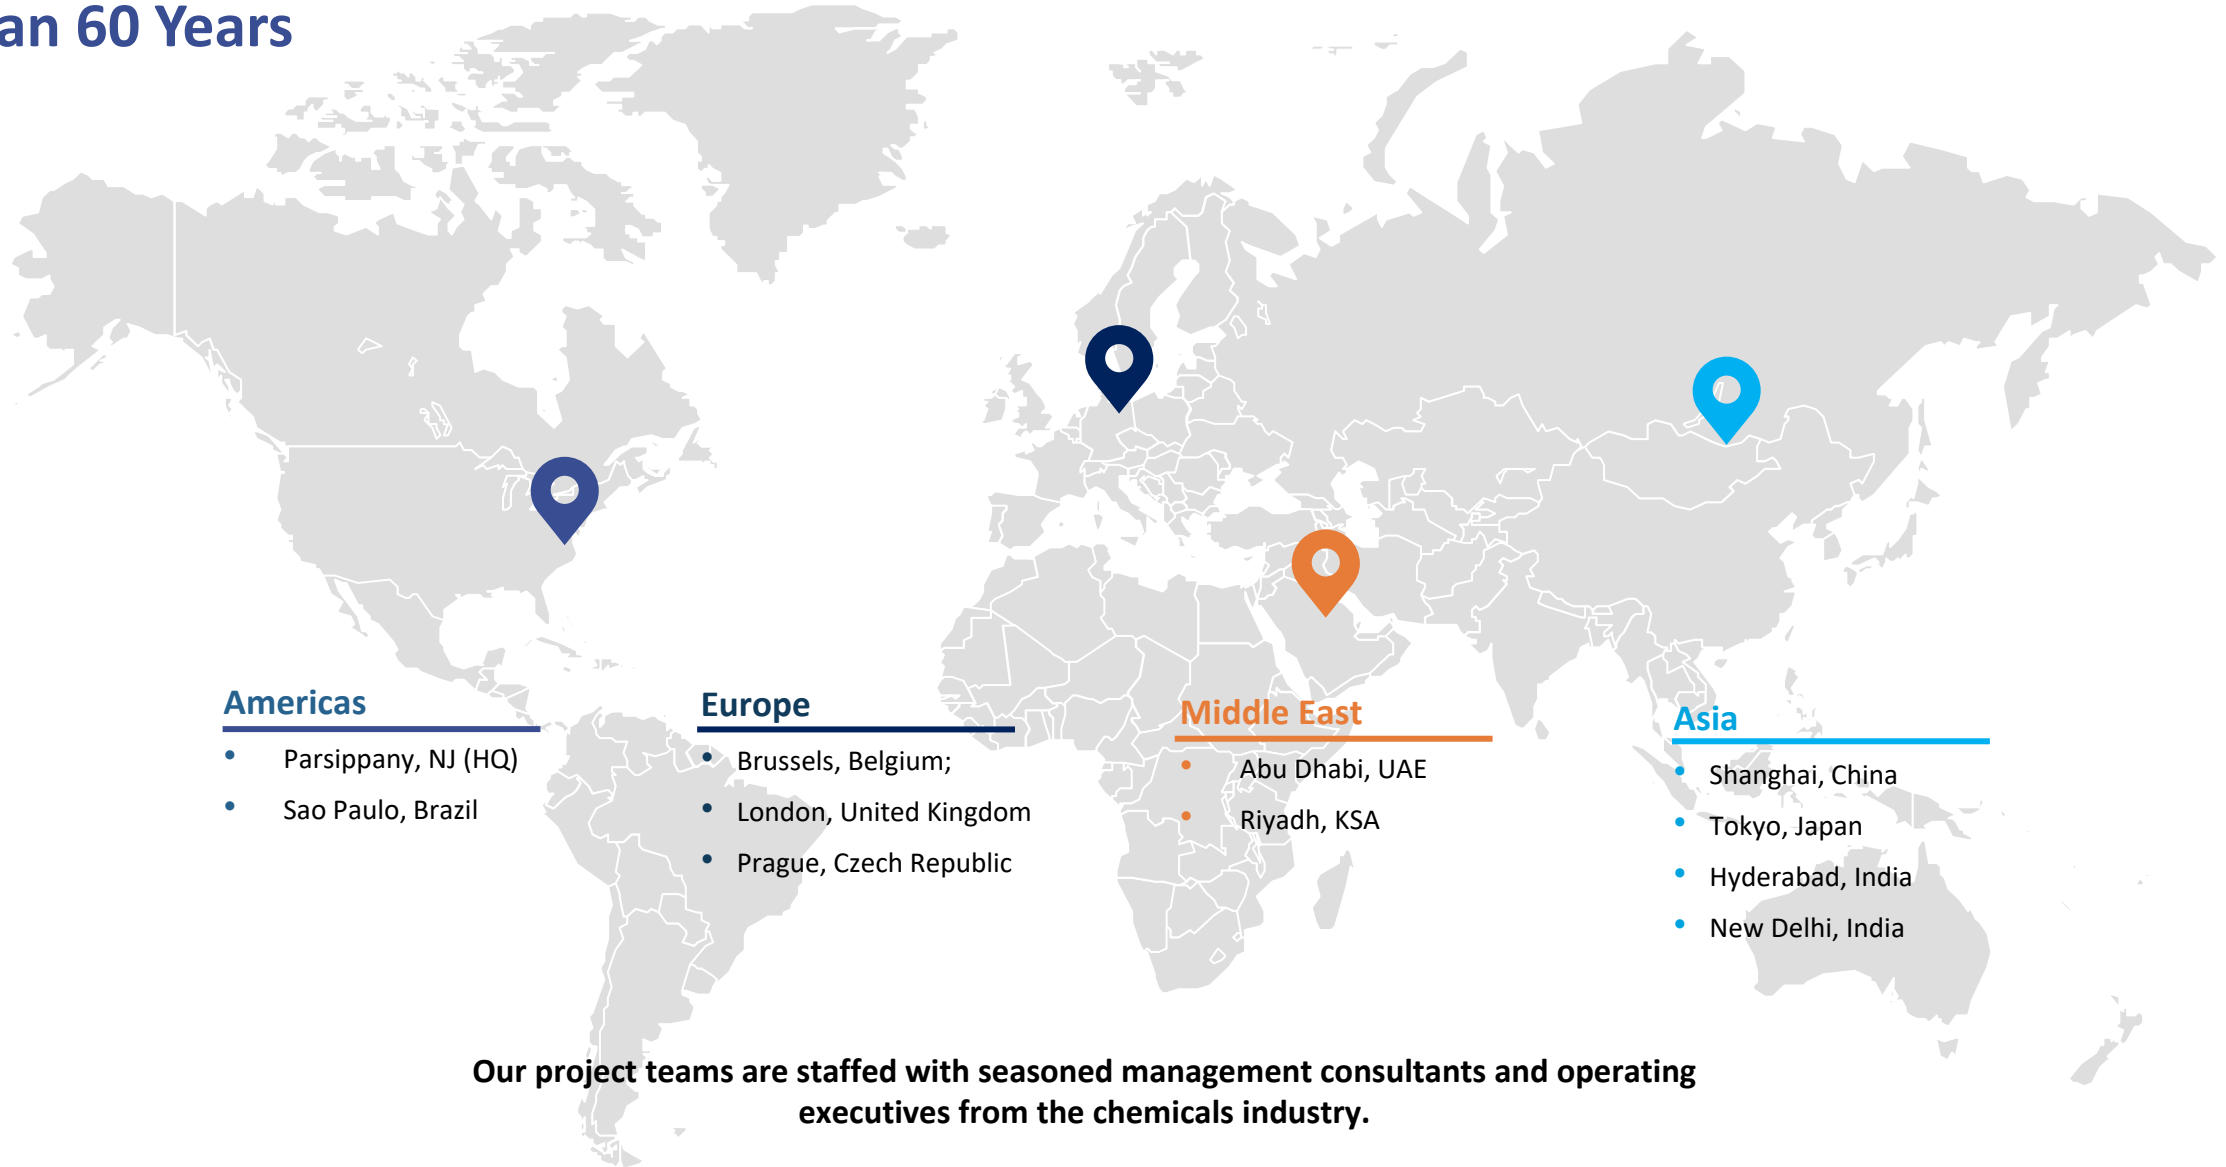 an 60 Years
Americas
• Parsippany, NJ (HQ)
• Sao Paulo, Brazil
Europe
• Brussels, Belgium;
• London, United Kingdom
• Prague, Czech Republic
Middle East
• Abu Dhabi, UAE
• Riyadh, KSA
Asia
• Shanghai, China
• Tokyo, Japan
• Hyderabad, India
• New Delhi, India
Our project teams are staffed with seasoned management consultants and operating
executives from the chemicals industry.